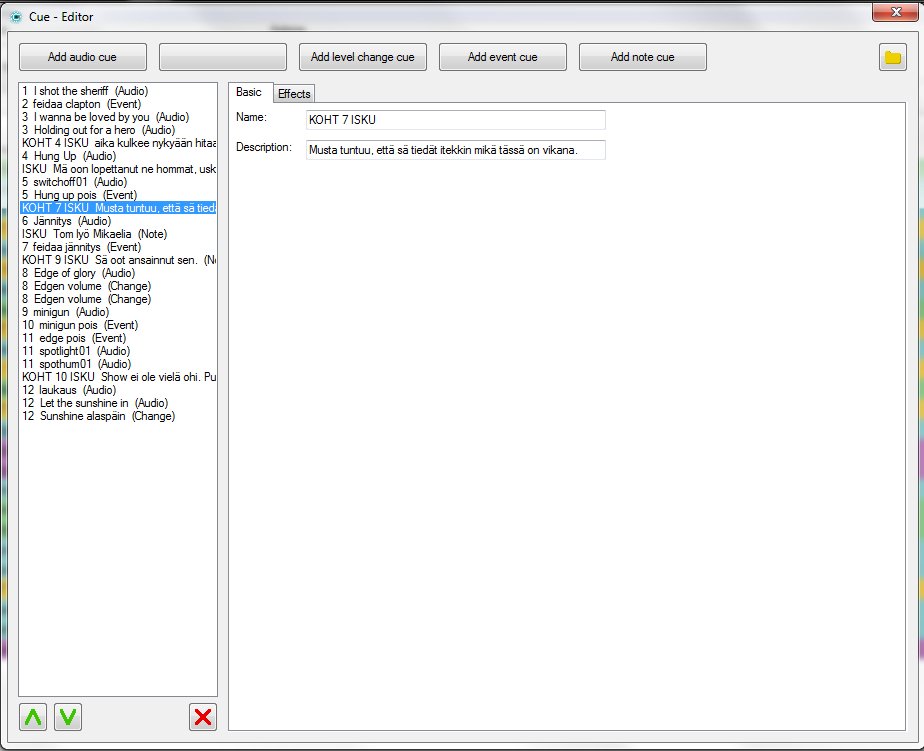 Cue - Editor
Add audio cue
Add level change cue
Add event cue
Add note cue
1 I shot the sheriff (Audio)
2 feidaa clapton (Event)
3 I wanna be loved by you (Audio)
3 Holding out for a hero (Audio)
KOHT 4 ISKU aika kulkee nykyään hitaa
4 Hung Up (Audio)
ISKU Mä oon lopettanut ne hommat, usk
5 switchoff01 (Audio)
5 Hung up pois (Event)
KOHT 7 ISKU Musta tuntuu, että sä tiedä
6 Jännitys (Audio)
ISKU Tom lyö Mikaelia (Note)
7 feidaa jännitys (Event)
KOHT 9 ISKU Sä oot ansainnut sen. (No
8 Edge of glory (Audio)
8 Edgen volume (Change)
8 Edgen volume (Change)
9 minigun (Audio)
10 minigun pois (Event)
11 edge pois (Event)
11 spotlight01 (Audio)
11 spothum01 (Audio)
KOHT 10 ISKU Show ei ole vielä ohi. Pu
12 laukaus (Audio)
12 Let the sunshine in (Audio)
12 Sunshine alaspäin (Change)
Basic
Effects
Name:
KOHT 7 ISKU
Description:
Musta tuntuu, että sä tiedät itekkin mikä tässä on vikana.